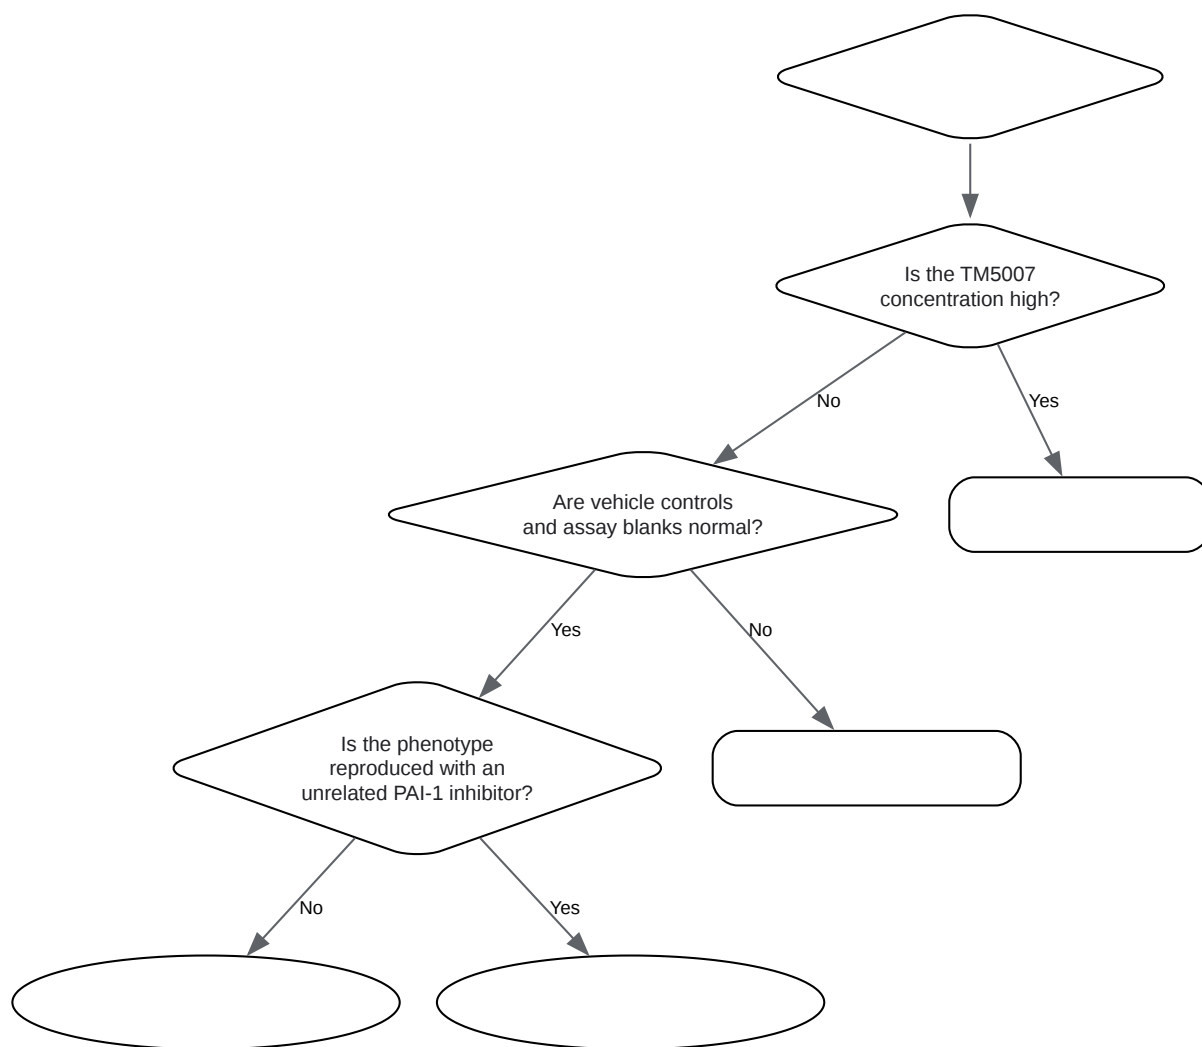 Is the TM5007
concentration high?
No
Yes
Are vehicle controls
and assay blanks normal?
Yes
No
Is the phenotype
reproduced with an
unrelated PAI-1 inhibitor?
No
Yes